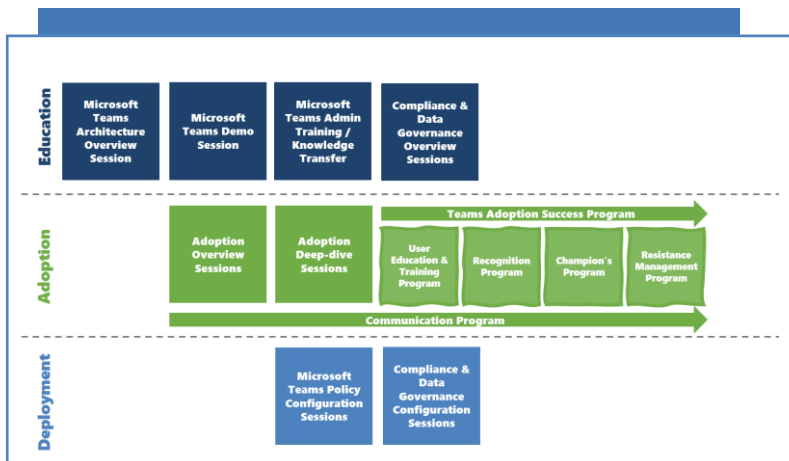 Education
Microsoft
Teams
Architecture
Overview
Session
Microsoft
Teams Demo
Session
Microsoft
Teams Admin
Training /
Knowledge
Transfer
Compliance &
Data
Governance
Overview
Sessions
Adoption
Adoption
Overview
Sessions
Adoption
Deep-dive
Sessions
Teams Adoption Success Program
User
Education &
Training
Program
Recognition
Program
Champion's
Program
Resistance
Management
Program
Communication Program
Deployment
Microsoft
Teams Policy
Configuration
Sessions
Compliance &
Data
Governance
Configuration
Sessions